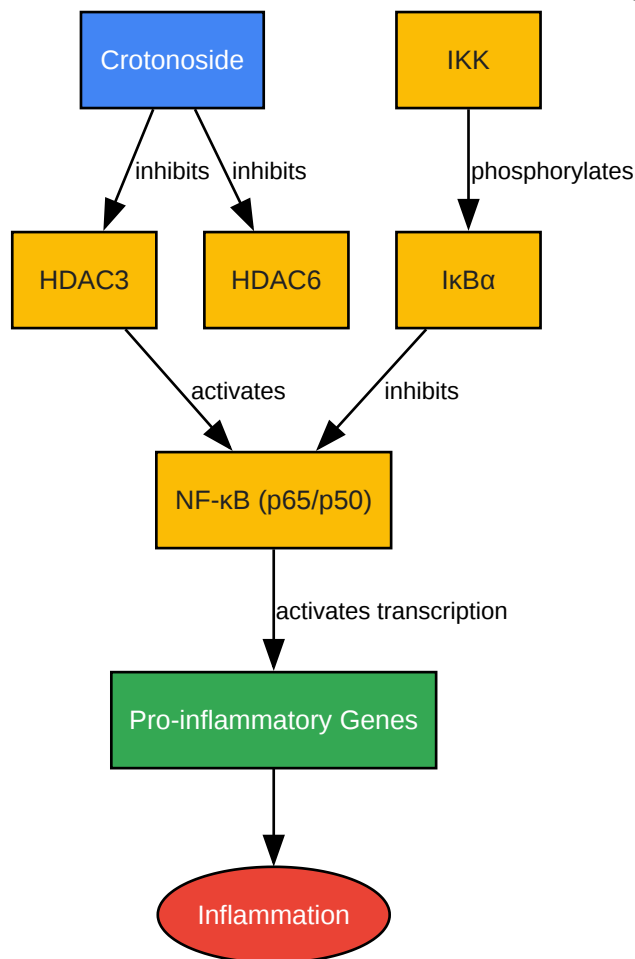 Crotonoside
IKK
inhibits
inhibits
phosphorylates
HDAC3
HDAC6
IκBα
activates
inhibits
NF-κB (p65/p50)
activates transcription
Pro-inflammatory Genes
Inflammation